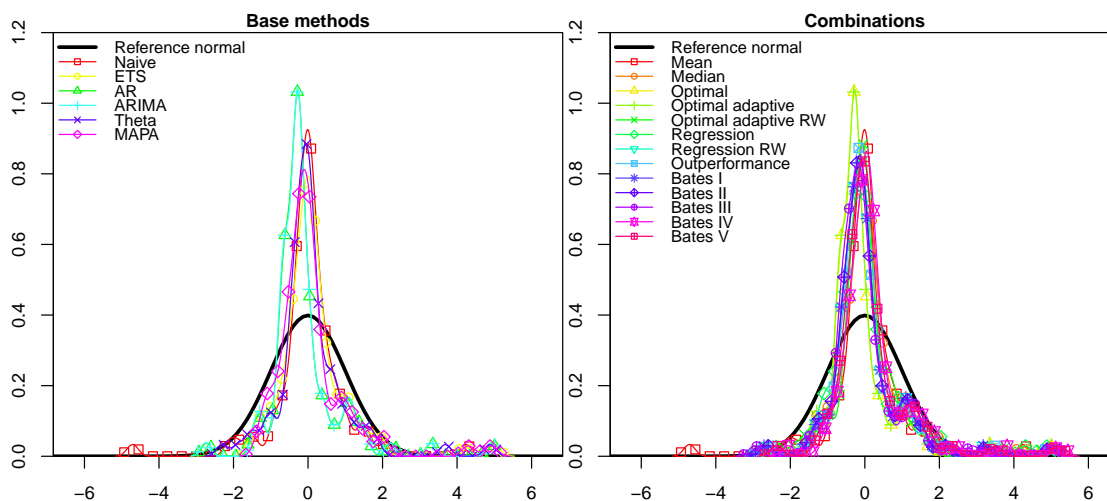 Base methods
1.2
1.0
0.8
0.6
0.4
0.2
0.0
Reference normal
Naive
ETS
AR
ARIMA
Theta
MAPA
−6 −4 −2 0 2 4 6
Combinations
1.2
1.0
0.8
0.6
0.4
0.2
0.0
Reference normal
Mean
Median
Optimal
Optimal adaptive
Optimal adaptive RW
Regression
Regression RW
Outperformance
Bates I
Bates II
Bates III
Bates IV
Bates V
−6 −4 −2 0 2 4 6